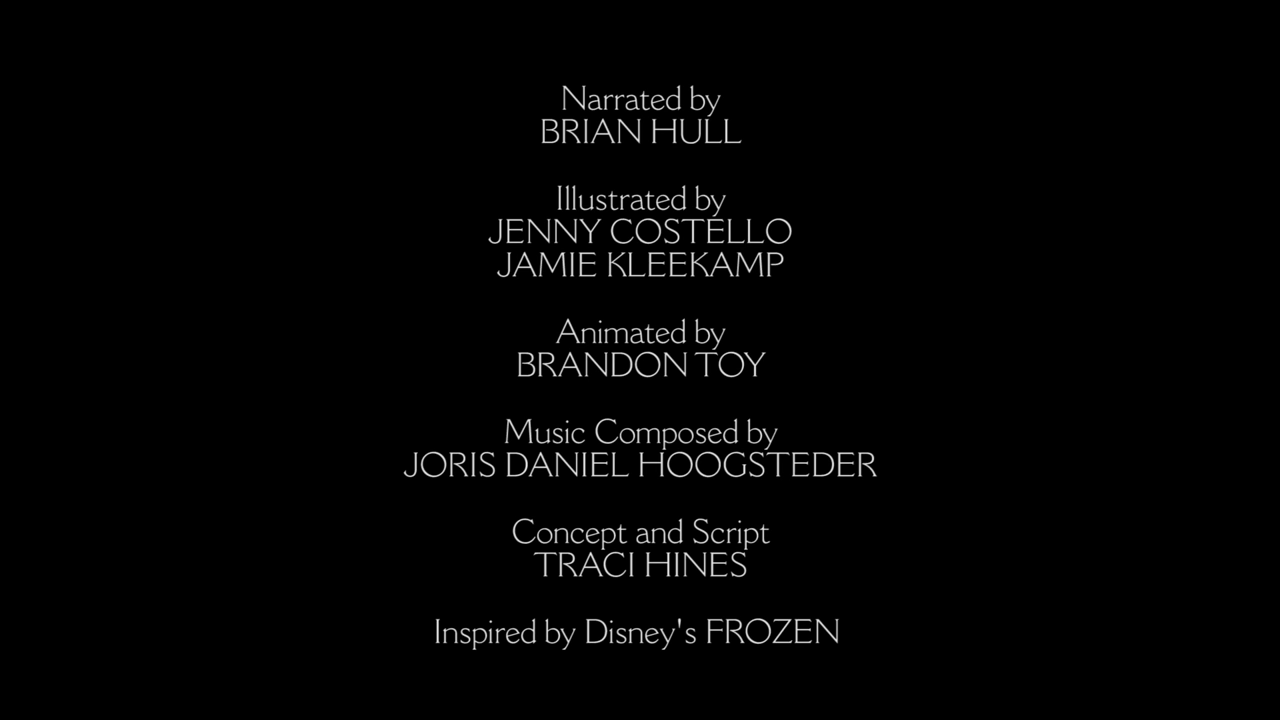 Narrated by
BRIAN HULL
Illustrated by
JENNY COSTELLO
JAMIE KLEEKAMP
Animated by
BRANDON TOY
Music Composed by
JORIS DANIEL HOOGSTEDER
Concept and Script
TRACI HINES
Inspired by Disney's FROZEN